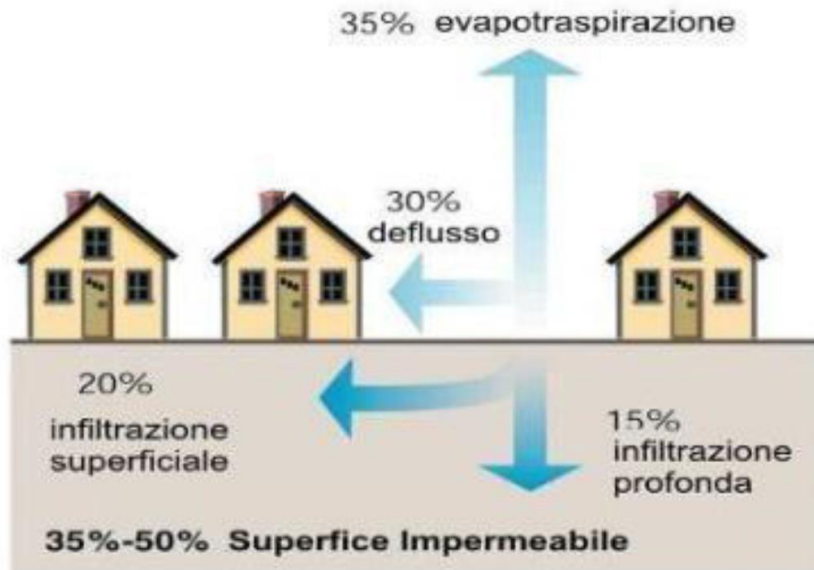 35% evapotraspirazione
30%
deflusso
20%
infiltrazione
superficiale
15%
infiltrazione
profonda
35%-50% Superfice Impermeabile